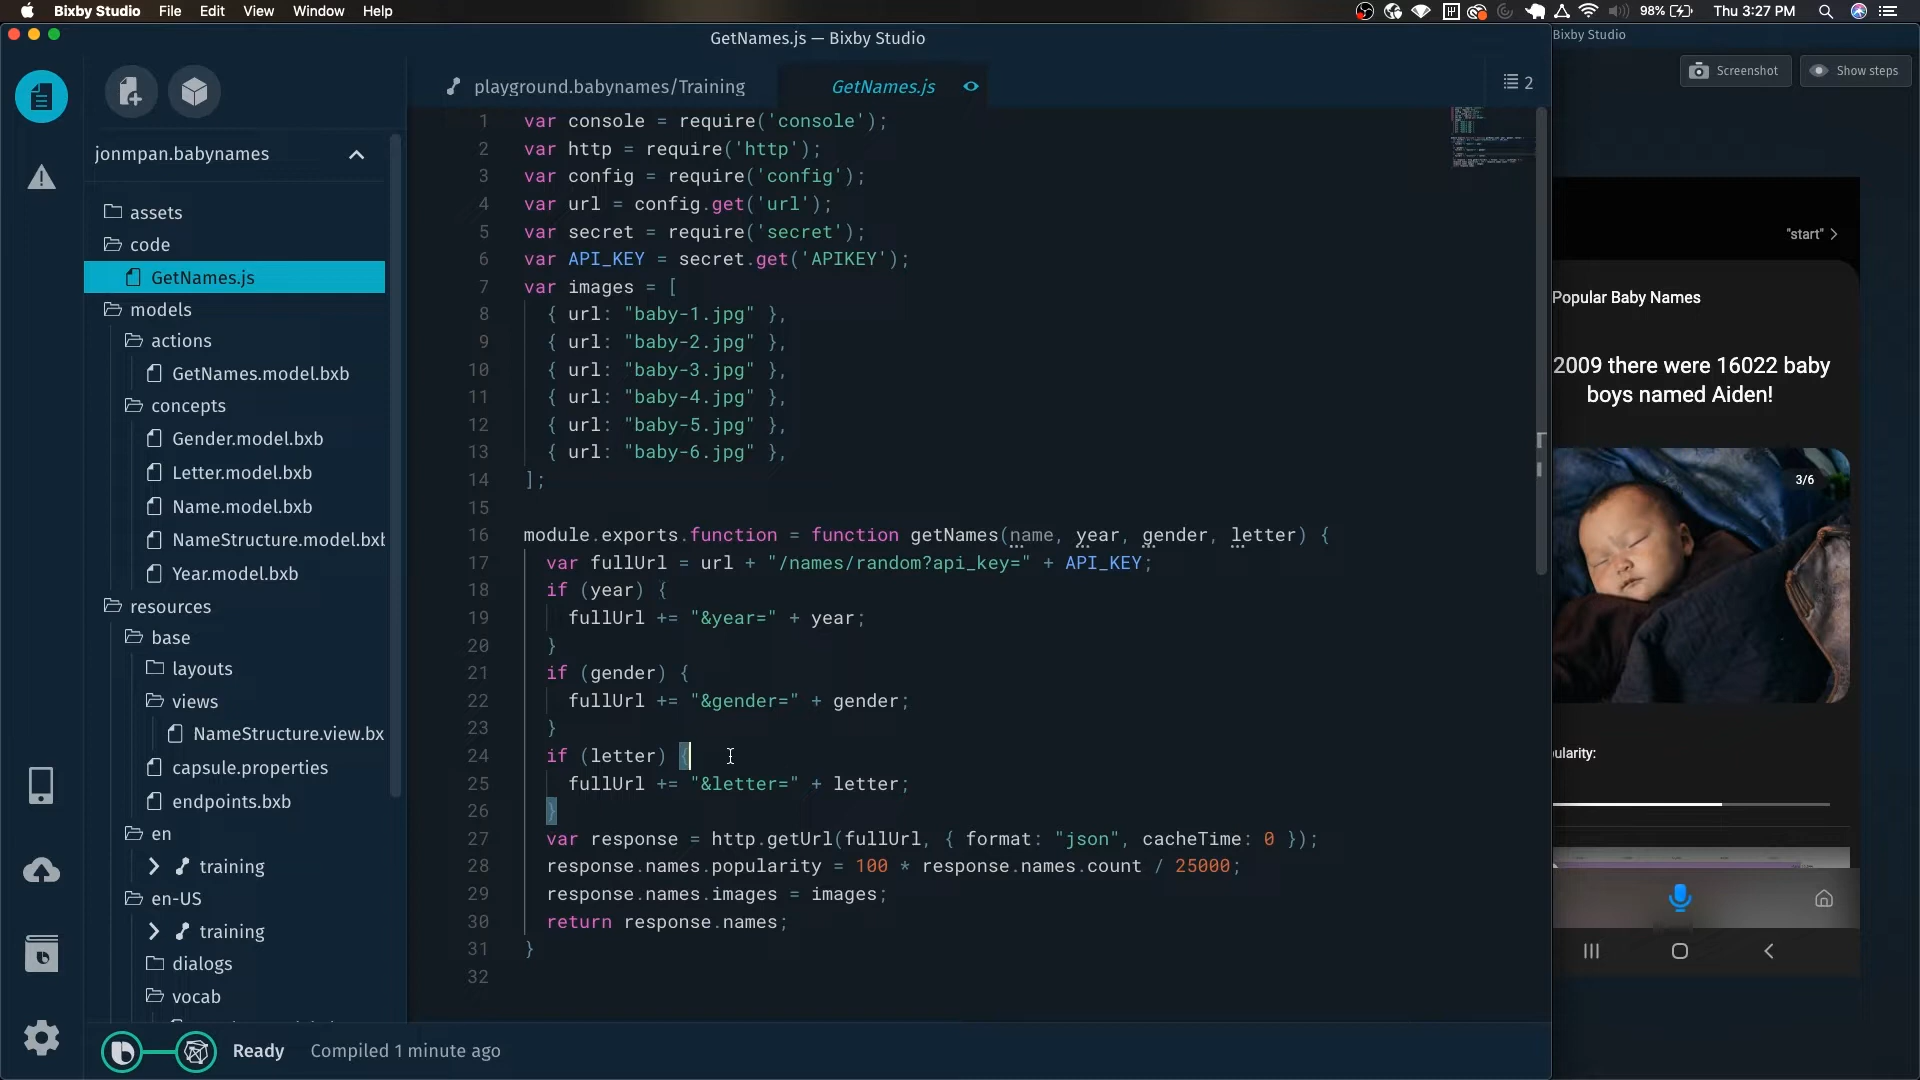 Bixby Studio File Edit View Window Help
98% Thu 3:27 PM
GetNames.js — Bixby Studio
Bixby Studio
Screenshot
Show steps
playground.babynames/Training
GetNames.js
2
jonmpan.babynames
assets
code
GetNames.js
models
actions
GetNames.model.bxb
concepts
Gender.model.bxb
Letter.model.bxb
Name.model.bxb
NameStructure.model.bxb
Year.model.bxb
resources
base
layouts
views
NameStructure.view.bx
capsule.properties
endpoints.bxb
en
training
en-US
training
dialogs
vocab
1 var console = require('console');
2 var http = require('http');
3 var config = require('config');
4 var url = config.get('url');
5 var secret = require('secret');
6 var API_KEY = secret.get('APIKEY');
7 var images = [
8 { url: "baby-1.jpg" },
9 { url: "baby-2.jpg" },
10 { url: "baby-3.jpg" },
11 { url: "baby-4.jpg" },
12 { url: "baby-5.jpg" },
13 { url: "baby-6.jpg" },
14 ];
15
16 module.exports.function = function getNames(name, year, gender, letter) {
17 var fullUrl = url + "/names/random?api_key=" + API_KEY;
18 if (year) {
19 fullUrl += "&year=" + year;
20 }
21 if (gender) {
22 fullUrl += "&gender=" + gender;
23 }
24 if (letter) {
25 fullUrl += "&letter=" + letter;
26 }
27 var response = http.getUrl(fullUrl, { format: "json", cacheTime: 0 });
28 response.names.popularity = 100 * response.names.count / 25000;
29 response.names.images = images;
30 return response.names;
31 }
32
"start"
Popular Baby Names
2009 there were 16022 baby
boys named Aiden!
3/6
ularity:
Ready Compiled 1 minute ago